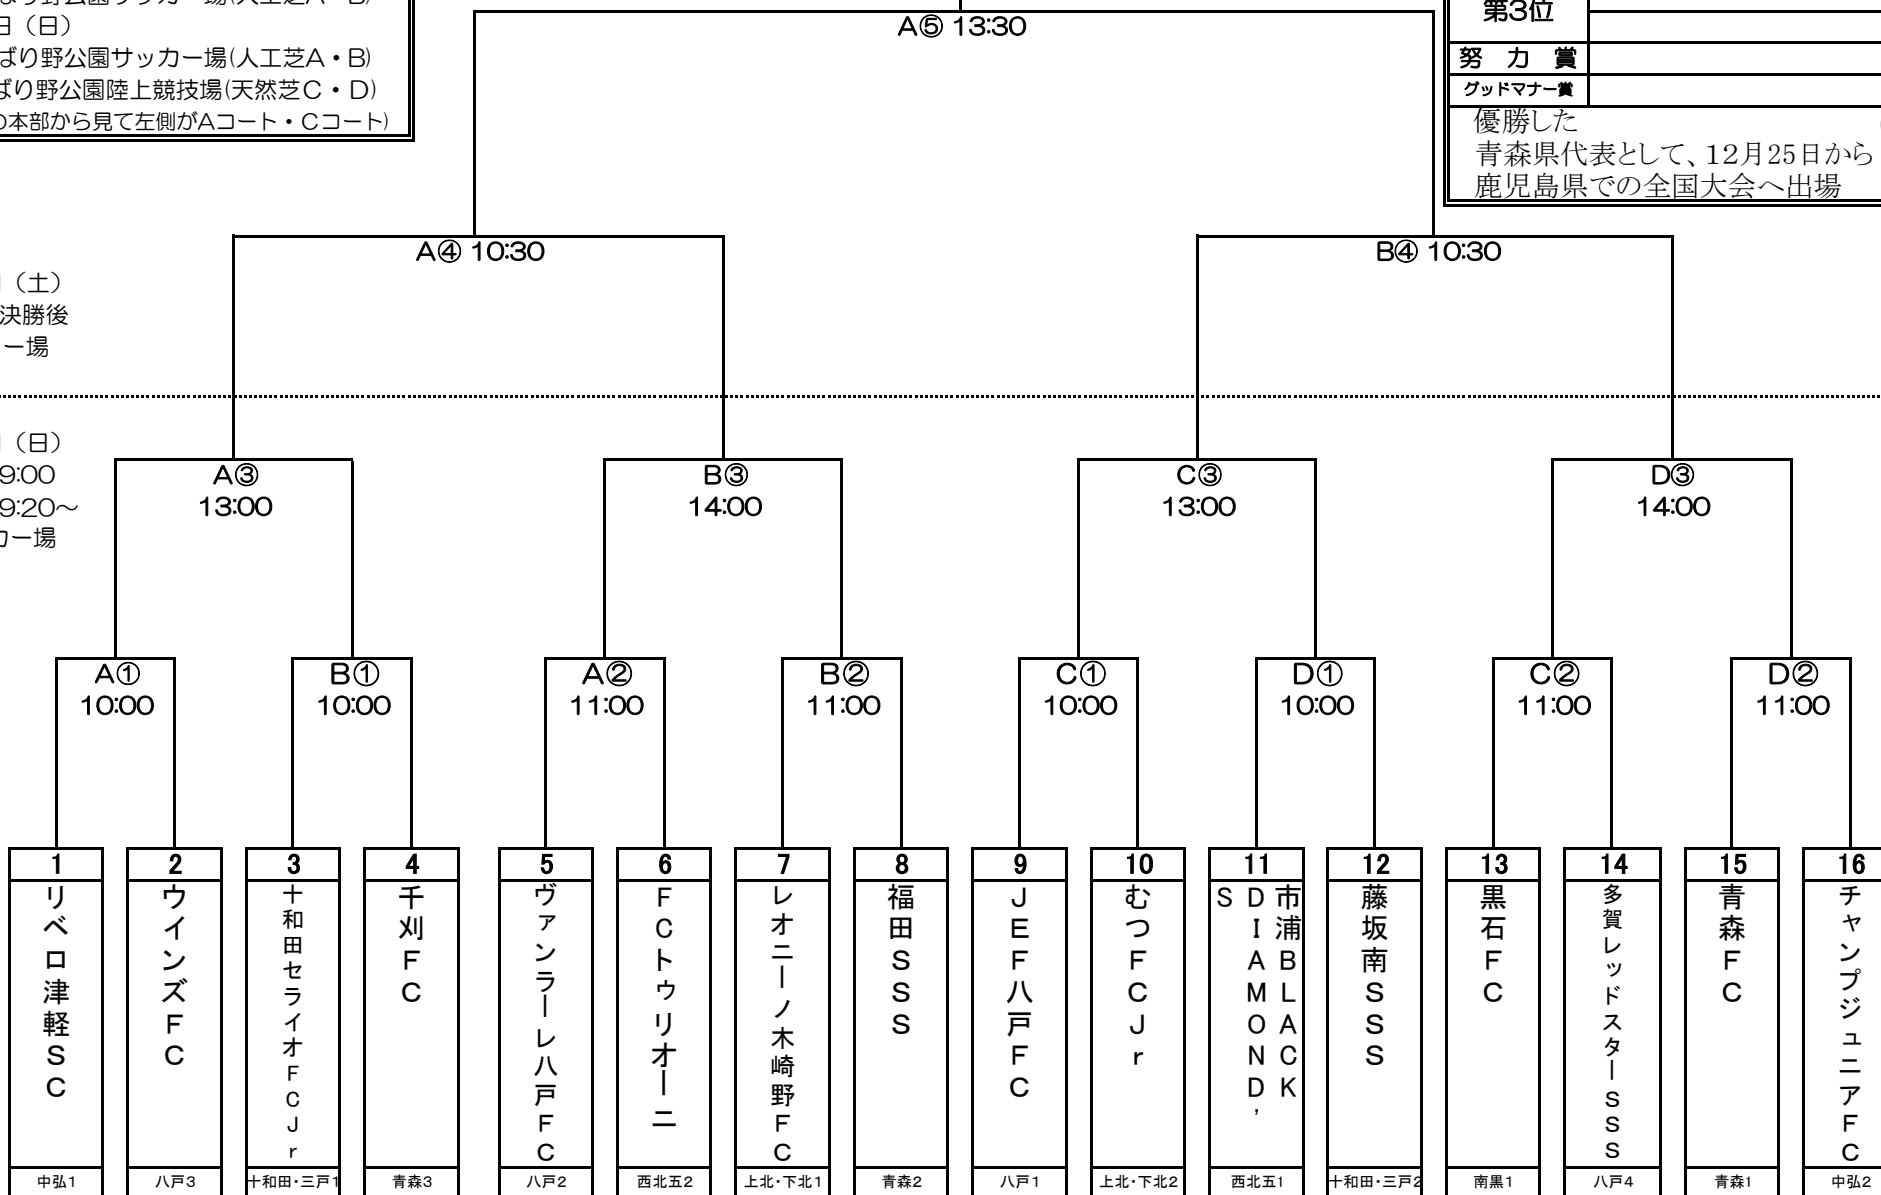 ばり野公園サッカー場(人工芝A・B)
日（日）
ばり野公園サッカー場(人工芝A・B)
ばり野公園陸上競技場(天然芝C・D)
の本部から見て左側がAコート・Cコート)
第3位
努　力　賞
グッドマナー賞
優勝した
青森県代表として、12月25日から
鹿児島県での全国大会へ出場
A⑤ 13:30
A④ 10:30
B④ 10:30
（土）
決勝後
ー場
（日）
9:00
9:20～
カー場
A③
13:00
B③
14:00
C③
13:00
D③
14:00
A①
10:00
B①
10:00
A②
11:00
B②
11:00
C①
10:00
D①
10:00
C②
11:00
D②
11:00
1
リベロ津軽SC
中弘1
2
ウインズFC
八戸3
3
十和田セライオFCJr
十和田・三戸1
4
千刈FC
青森3
5
ヴァンラーレ八戸FC
八戸2
6
FCトゥリオーニ
西北五2
7
レオニーノ木崎野FC
上北・下北1
8
福田SSS
青森2
9
JEF八戸FC
八戸1
10
むつFCJr
上北・下北2
11
市浦BLACK
DIAMOND’
S
西北五1
12
藤坂南SSS
十和田・三戸2
13
黒石FC
南黒1
14
多賀レッドスターSSS
八戸4
15
青森FC
青森1
16
チャンプジュニアFC
中弘2